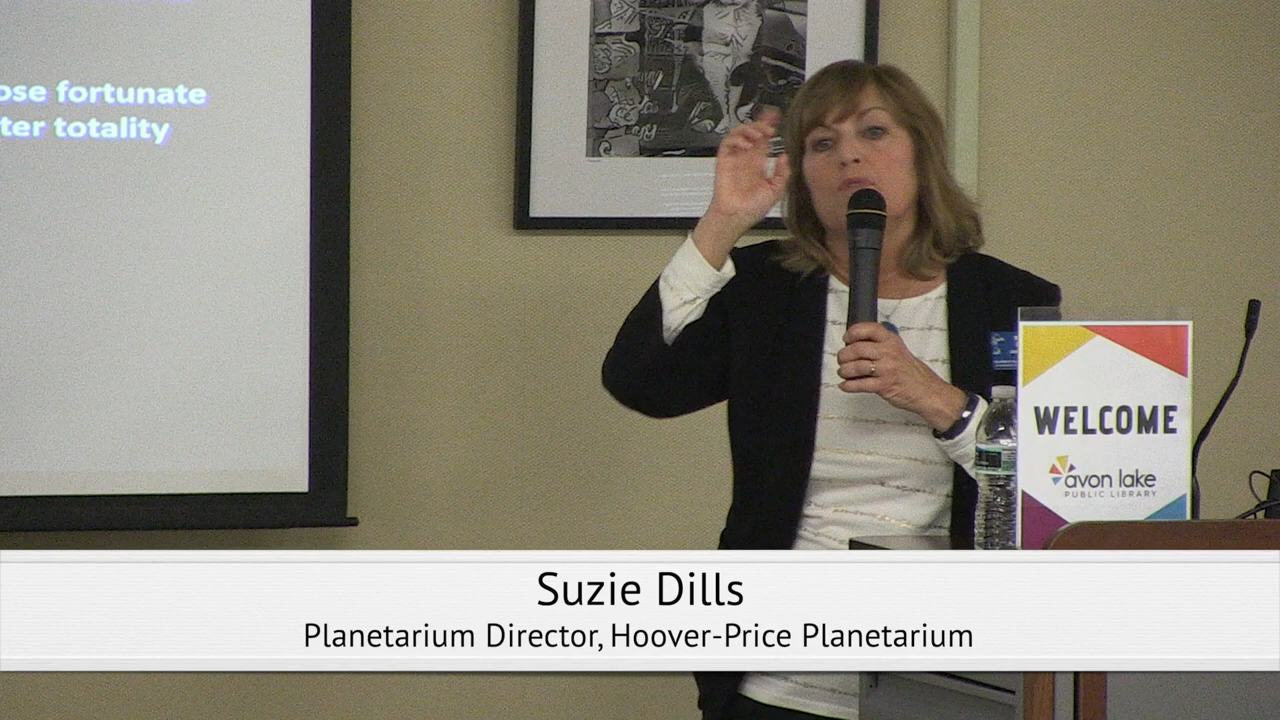 ose fortunate
ter totality
WELCOME
avon lake
PUBLIC LIBRARY
Suzie Dills
Planetarium Director, Hoover-Price Planetarium